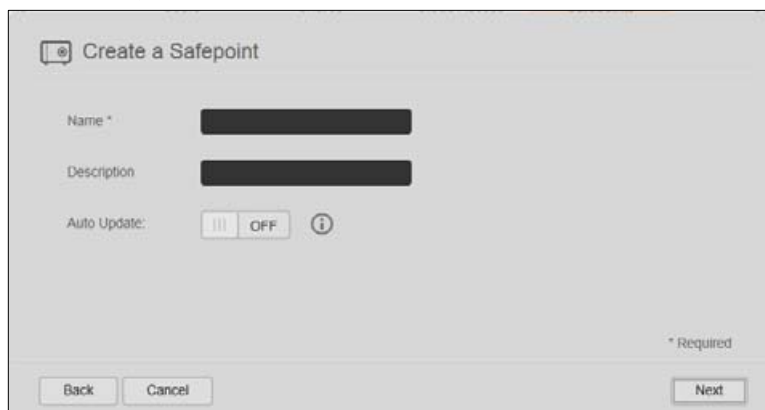 Create a Safepoint
Name *
Description
Auto Update:
OFF
* Required
Back
Cancel
Next